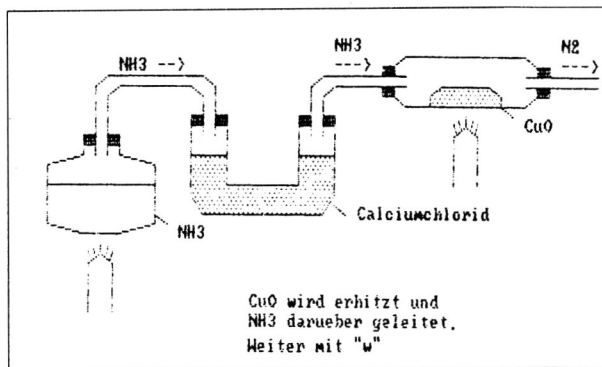 NH3 -->
NH3
--->
N2
--->
CuO
NH3
Calciumchlorid
CuO wird erhitzt und
NH3 darueber geleitet.
Weiter mit "w"